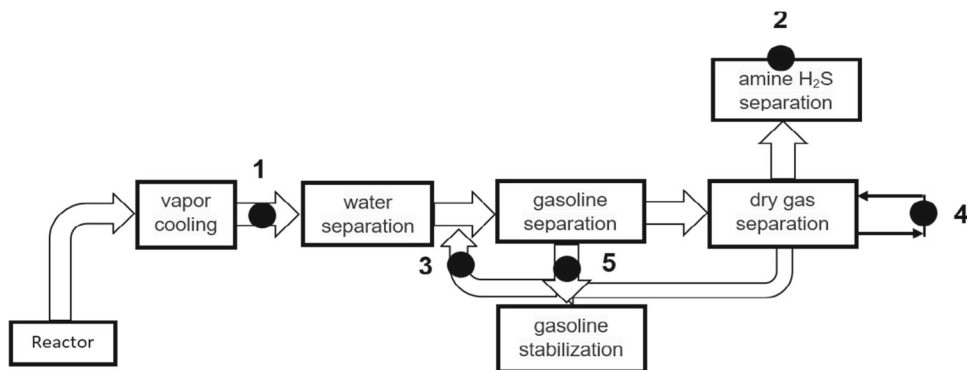 2
amine H₂S
separation
1
vapor
cooling
water
separation
gasoline
separation
dry gas
separation
4
3
5
Reactor
gasoline
stabilization